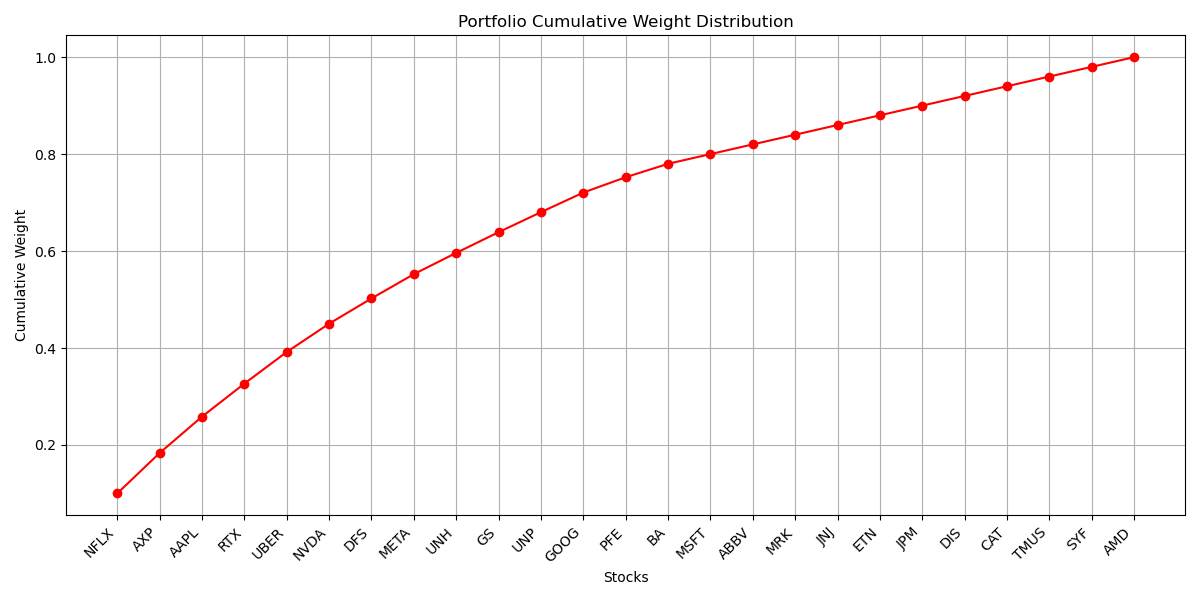 Portfolio Cumulative Weight Distribution
Cumulative Weight
1.0
0.8
0.6
0.4
0.2
NFLX
AXP
AAPL
RTX
UBER
NVDA
DFS
META
UNH
GS
UNP
GOOG
PFE
BA
MSFT
ABBV
MRK
JNJ
ETN
JPM
DIS
CAT
TMUS
SYF
AMD
Stocks